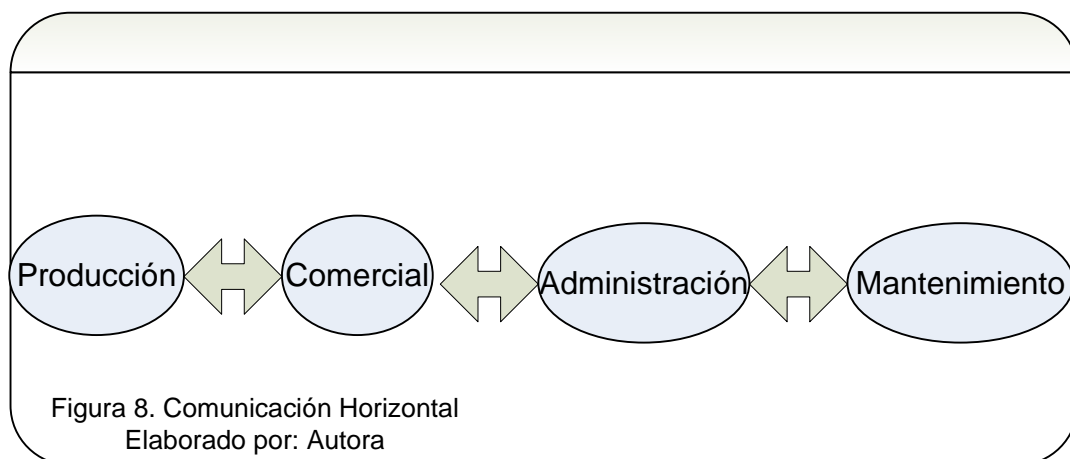 Producción Comercial Administración Mantenimiento
Figura 8. Comunicación Horizontal
Elaborado por: Autora